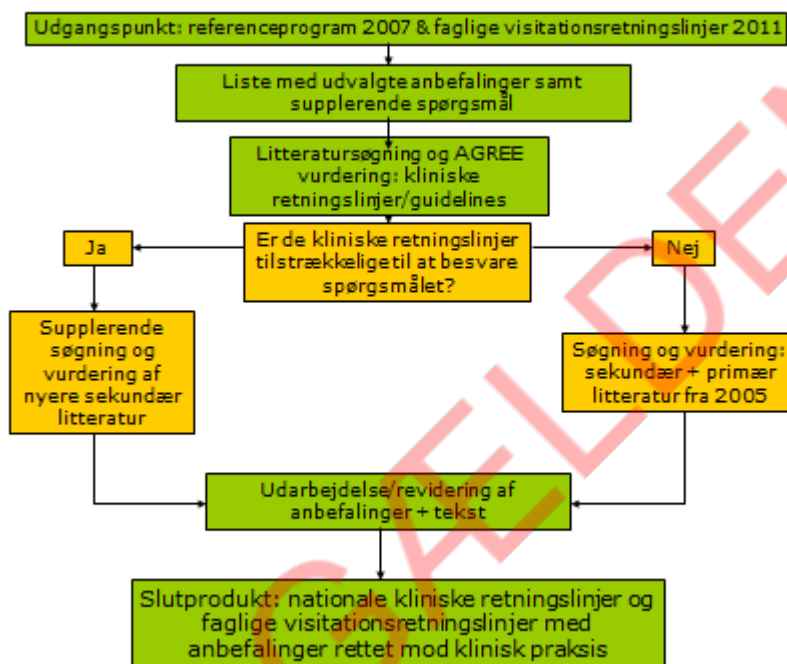 Udgangspunkt: referenceprogram 2007 & faglige visitationsretningslinjer 2011
Liste med udvalgte anbefalinger samt
supplerende spørgsmål
Litteratursøgning og AGREE
vurdering: kliniske
retningslinjer/guidelines
Er de kliniske retningslinjer
tilstrækkelige til at besvare
spørgsmålet?
Ja
Nej
Supplerende
søgning og
vurdering af
nyere sekundær
litteratur
Søgning og vurdering:
sekundær + primær
litteratur fra 2005
Udarbejdelse/revidering af
anbefalinger + tekst
Slutprodukt: nationale kliniske retningslinjer og
faglige visitationsretningslinjer med
anbefalinger rettet mod klinisk praksis
GÆLDEN